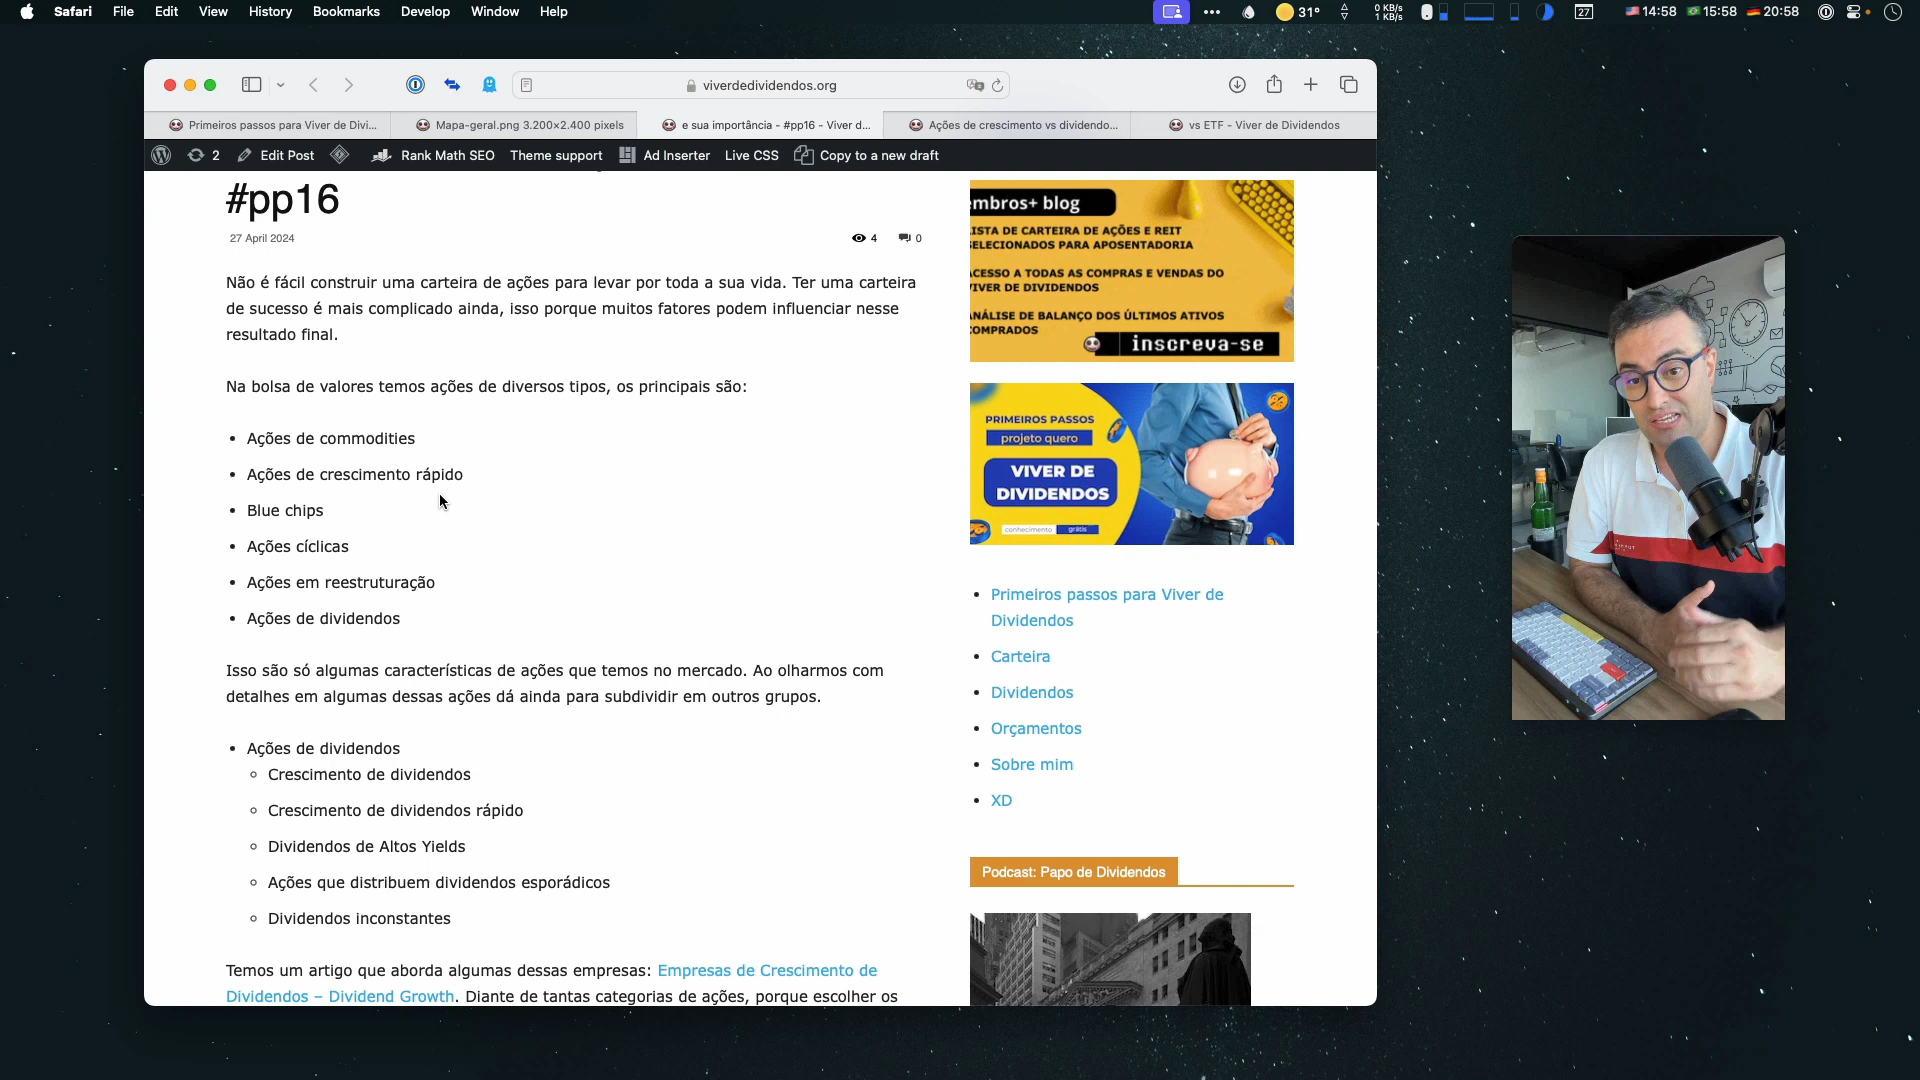 Safari File Edit View History Bookmarks Develop Window Help
31° 0 KB/s 1 KB/s 27 14:58 15:58 20:58
viverdedividendos.org
Primeiros passos para Viver de Divi... Mapa-geral.png 3.200×2.400 pixels e sua importância - #pp16 - Viver d... Ações de crescimento vs dividendo... vs ETF - Viver de Dividendos
2 Edit Post Rank Math SEO Theme support Ad Inserter Live CSS Copy to a new draft
#pp16
27 April 2024 4 0
Não é fácil construir uma carteira de ações para levar por toda a sua vida. Ter uma carteira
de sucesso é mais complicado ainda, isso porque muitos fatores podem influenciar nesse
resultado final.
Na bolsa de valores temos ações de diversos tipos, os principais são:
• Ações de commodities
• Ações de crescimento rápido
• Blue chips
• Ações cíclicas
• Ações em reestruturação
• Ações de dividendos
Isso são só algumas características de ações que temos no mercado. Ao olharmos com
detalhes em algumas dessas ações dá ainda para subdividir em outros grupos.
• Ações de dividendos
◦ Crescimento de dividendos
◦ Crescimento de dividendos rápido
◦ Dividendos de Altos Yields
◦ Ações que distribuem dividendos esporádicos
◦ Dividendos inconstantes
Temos um artigo que aborda algumas dessas empresas: Empresas de Crescimento de
Dividendos – Dividend Growth. Diante de tantas categorias de ações, porque escolher os
embros+ blog
ISTA DE CARTEIRA DE AÇÕES E REIT
SELECIONADOS PARA APOSENTADORIA
ACESSO A TODAS AS COMPRAS E VENDAS DO
VIVER DE DIVIDENDOS
ANÁLISE DE BALANÇO DOS ÚLTIMOS ATIVOS
COMPRADOS
inscreva-se
PRIMEIROS PASSOS
projeto quero
VIVER DE
DIVIDENDOS
conhecimento grátis
• Primeiros passos para Viver de
Dividendos
• Carteira
• Dividendos
• Orçamentos
• Sobre mim
• XD
Podcast: Papo de Dividendos